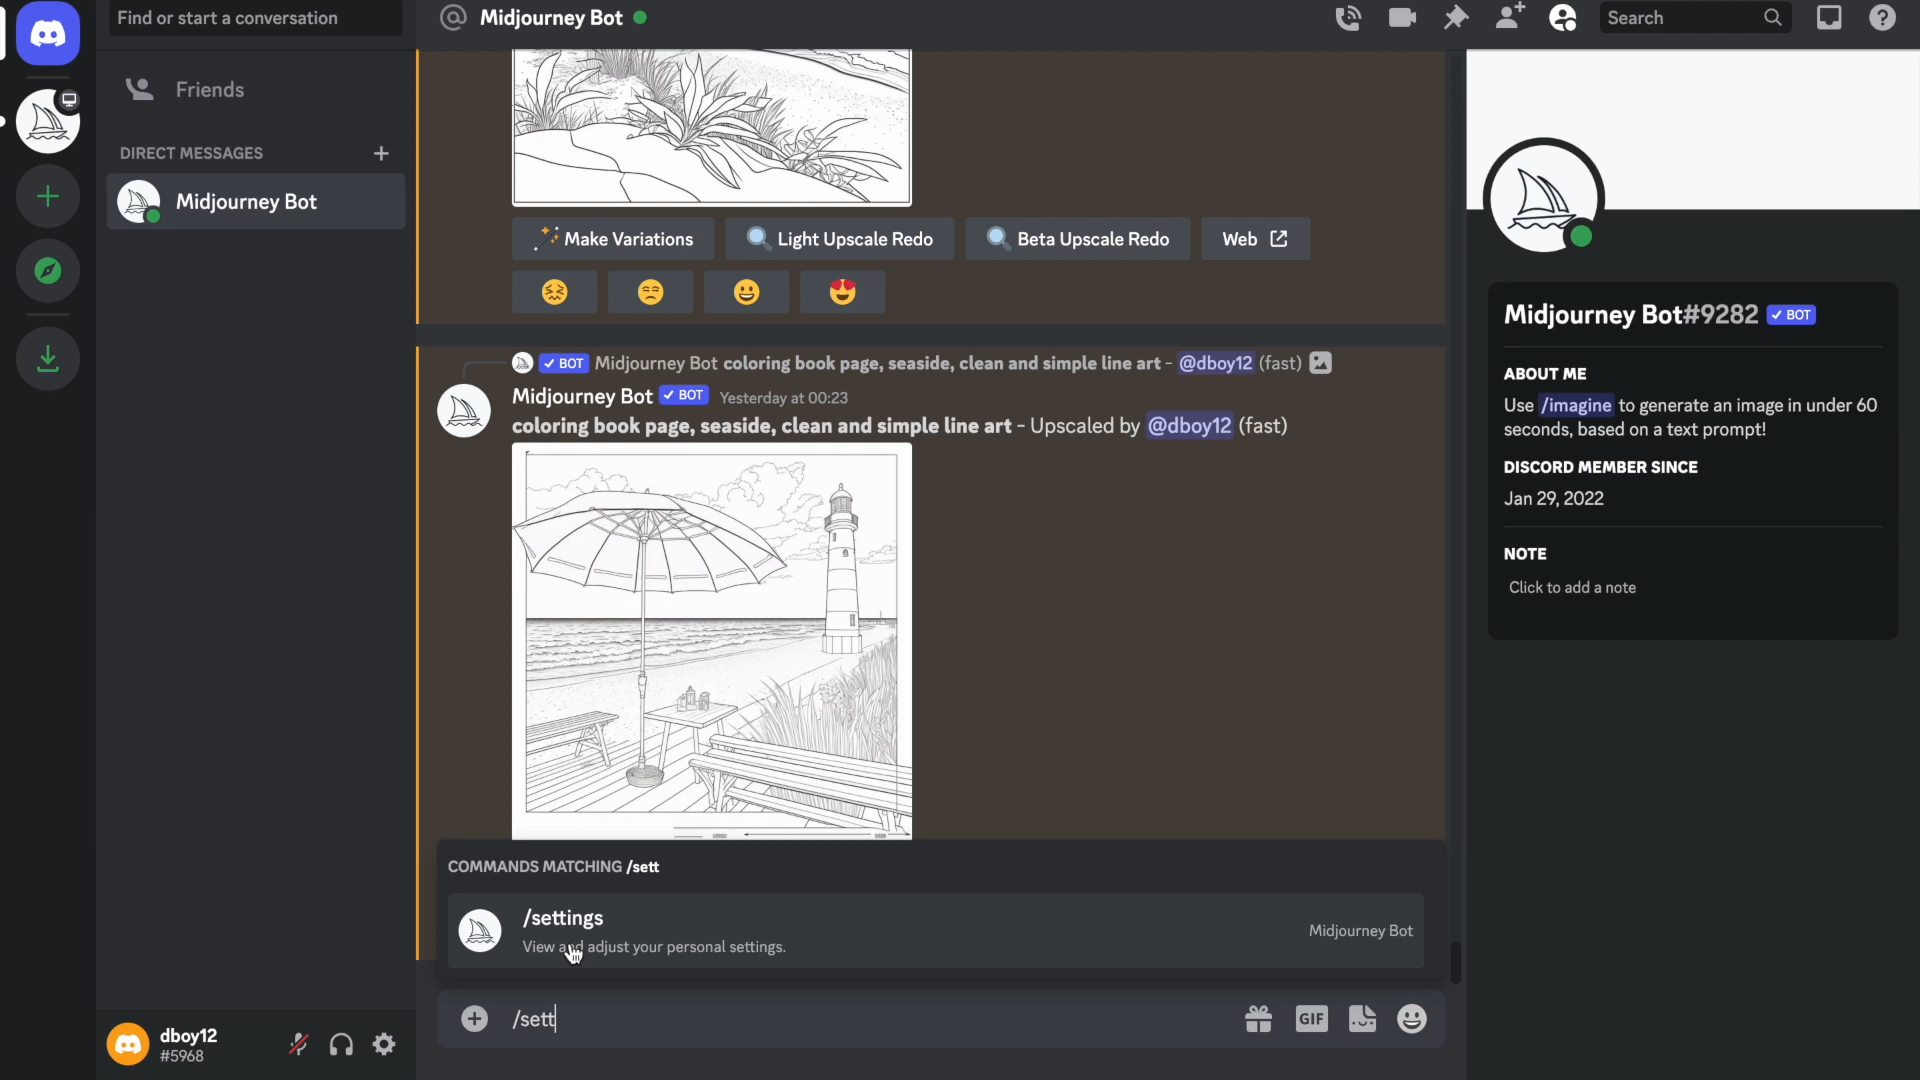 Find or start a conversation
Midjourney Bot
Search
Friends
DIRECT MESSAGES
Midjourney Bot
Make Variations
Light Upscale Redo
Beta Upscale Redo
Web
BOT Midjourney Bot coloring book page, seaside, clean and simple line art - @dboy12 (fast)
Midjourney Bot BOT Yesterday at 00:23
coloring book page, seaside, clean and simple line art - Upscaled by @dboy12 (fast)
COMMANDS MATCHING /sett
/settings
View and adjust your personal settings.
Midjourney Bot
/sett
GIF
dboy12
#5968
Midjourney Bot#9282 BOT
ABOUT ME
Use /imagine to generate an image in under 60
seconds, based on a text prompt!
DISCORD MEMBER SINCE
Jan 29, 2022
NOTE
Click to add a note